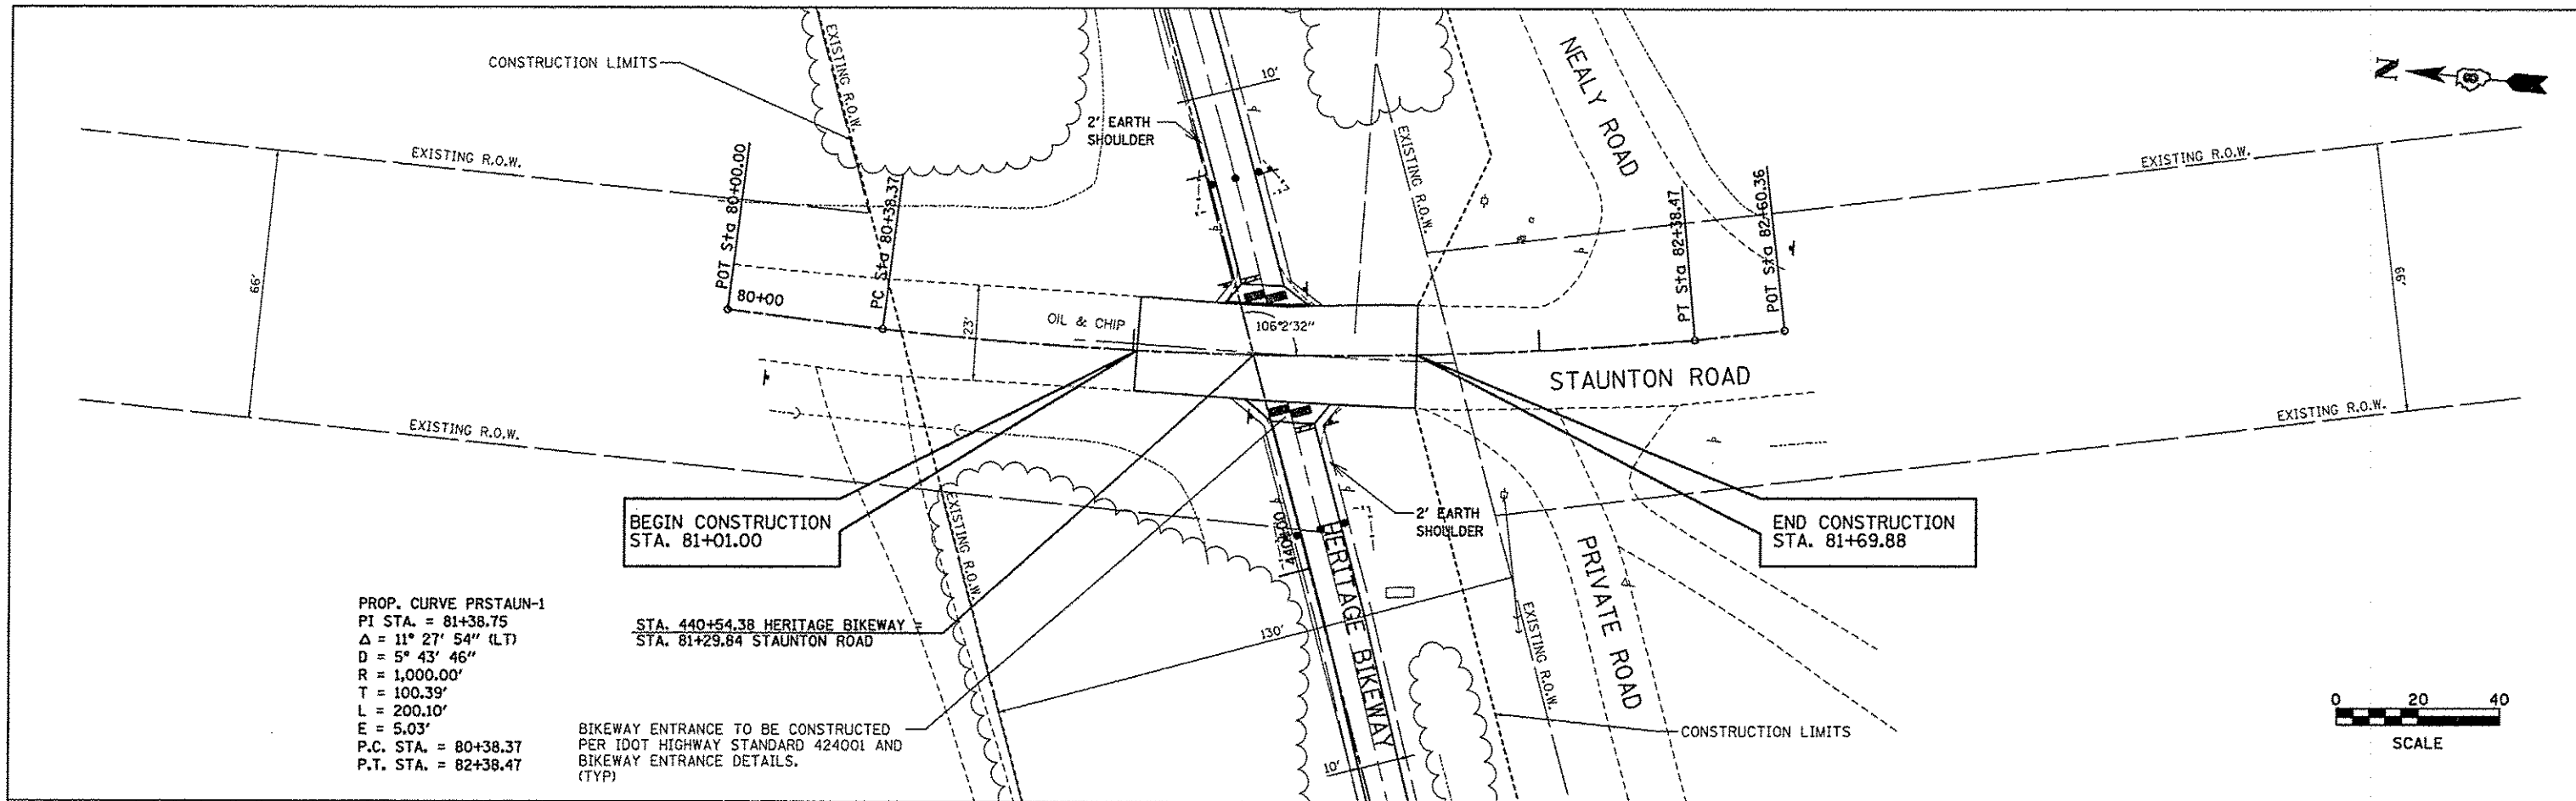 CONSTRUCTION LIMITS
EXISTING R.O.W.
10'
NEALY ROAD
N
2' EARTH
SHOULDER
EXISTING R.O.W.
POT Sta 80+00.00
PC Sta 80+38.37
EXISTING R.O.W.
EXISTING R.O.W.
PT Sta 82+38.47
POT Sta 82+60.36
66'
66'
80+00
23'
OIL & CHIP
106°2'32"
STAUNTON ROAD
EXISTING R.O.W.
EXISTING R.O.W.
BEGIN CONSTRUCTION
STA. 81+01.00
EXISTING R.O.W.
440+00
HERITAGE BIKEWAY
2' EARTH
SHOULDER
PRIVATE ROAD
END CONSTRUCTION
STA. 81+69.88
PROP. CURVE PRSTAUN-1
PI STA. = 81+38.75
Δ = 11° 27' 54" (LT)
D = 5° 43' 46"
R = 1,000.00'
T = 100.39'
L = 200.10'
E = 5.03'
P.C. STA. = 80+38.37
P.T. STA. = 82+38.47
STA. 440+54.38 HERITAGE BIKEWAY =
STA. 81+29.84 STAUNTON ROAD
130'
EXISTING R.O.W.
BIKEWAY ENTRANCE TO BE CONSTRUCTED
PER IDOT HIGHWAY STANDARD 424001 AND
BIKEWAY ENTRANCE DETAILS.
(TYP)
10'
CONSTRUCTION LIMITS
0 20 40
SCALE